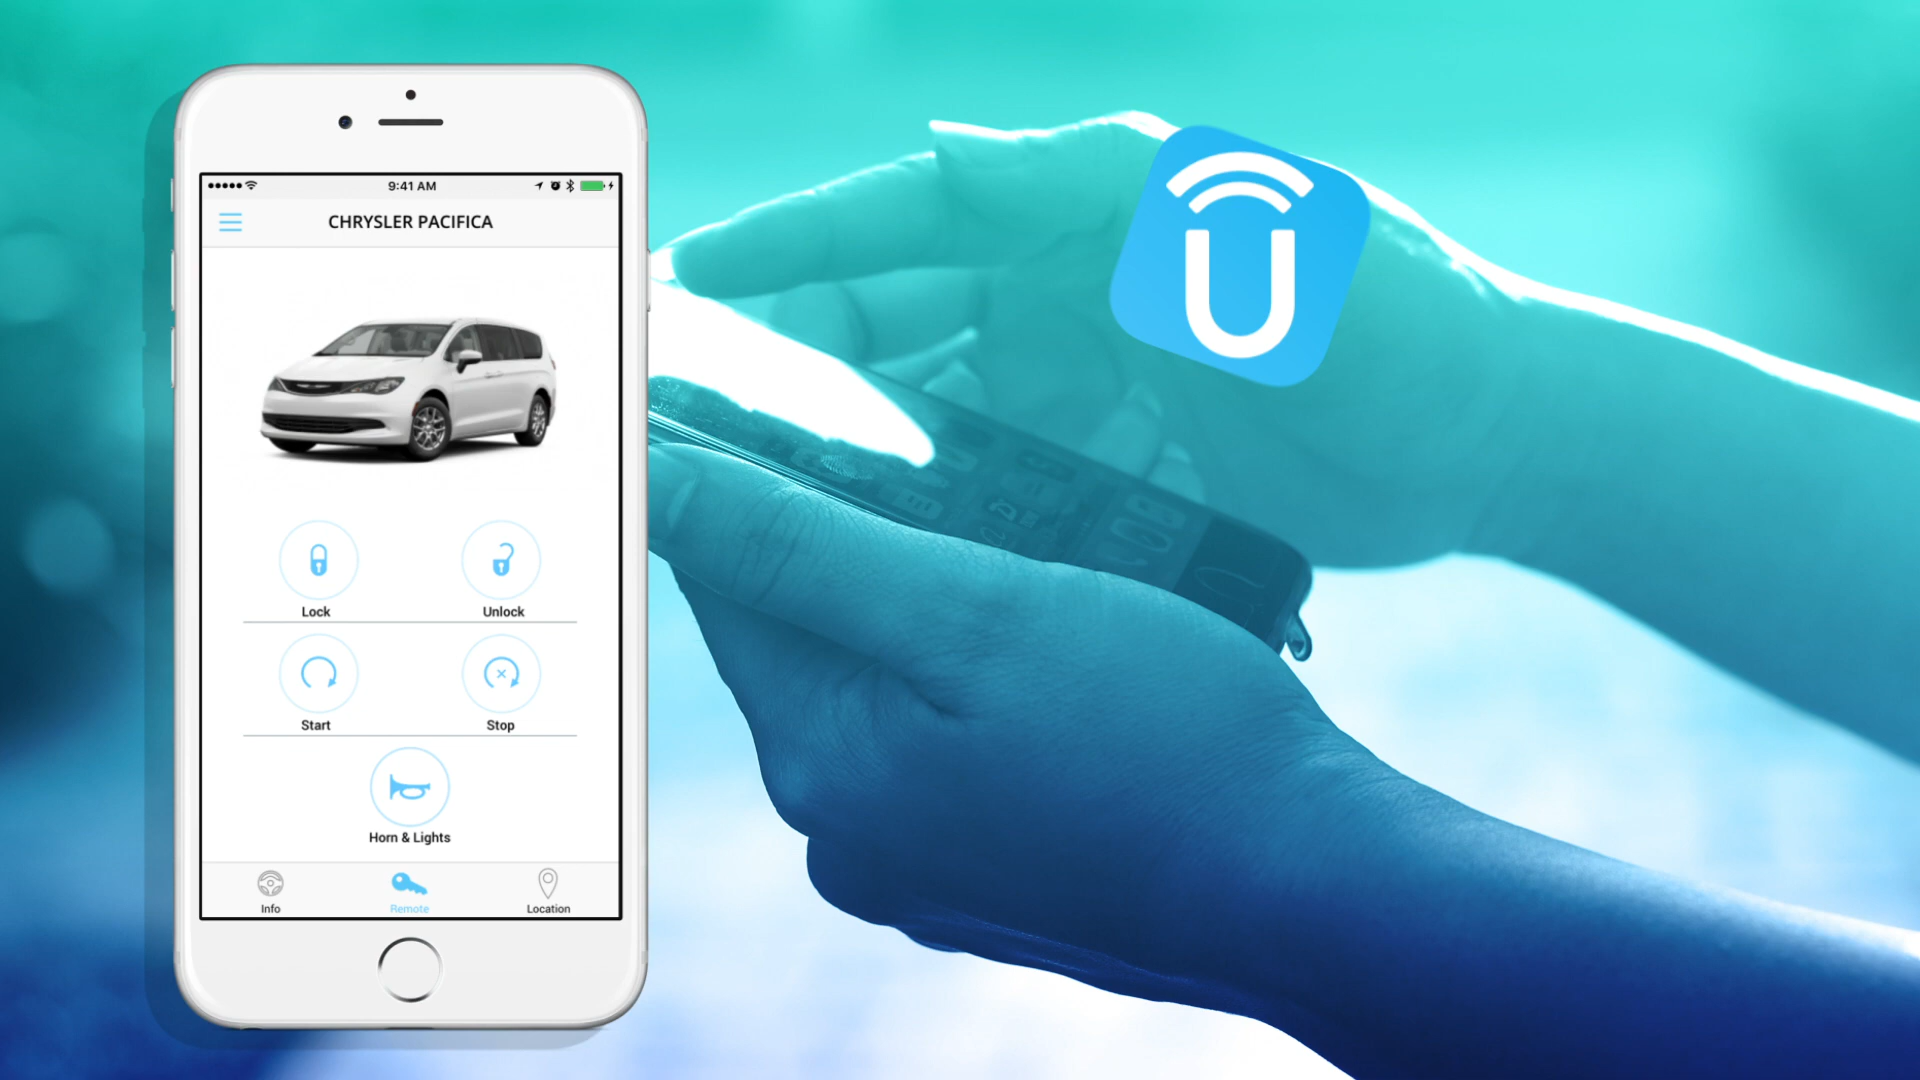 9:41 AM
CHRYSLER PACIFICA
Lock
Unlock
Start
Stop
Horn & Lights
Info
Remote
Location
U